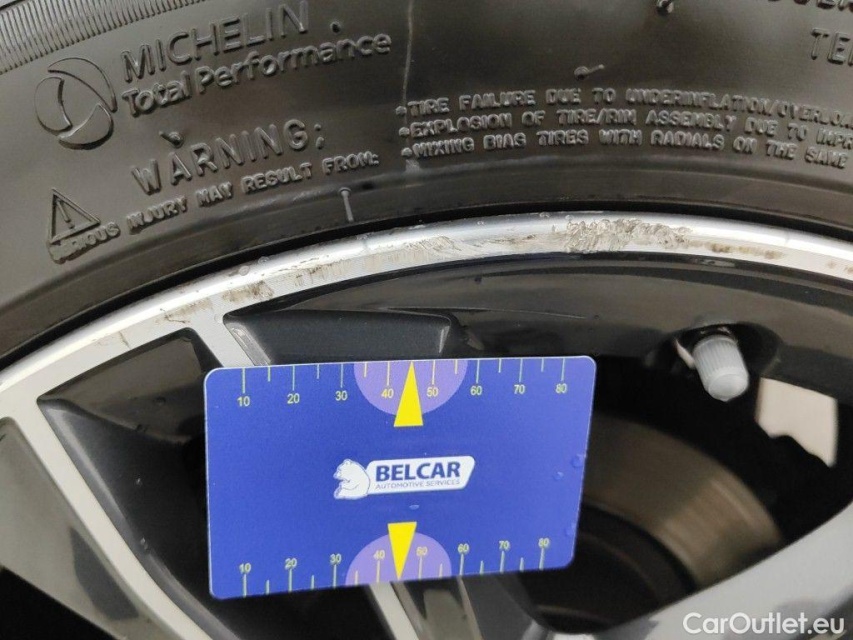 MICHELIN
Total Performance
WARNING:
SERIOUS INJURY MAY RESULT FROM:
•TIRE FAILURE DUE TO UNDERINFLATION/OVERLOA
•EXPLOSION OF TIRE/RIM ASSEMBLY DUE TO IMPR
•MIXING BIAS TIRES WITH RADIALS ON THE SAME
TE
10 20 30 40 50 60 70 80
BELCAR
AUTOMOTIVE SERVICES
10 20 30 40 50 60 70 80
CarOutlet.eu